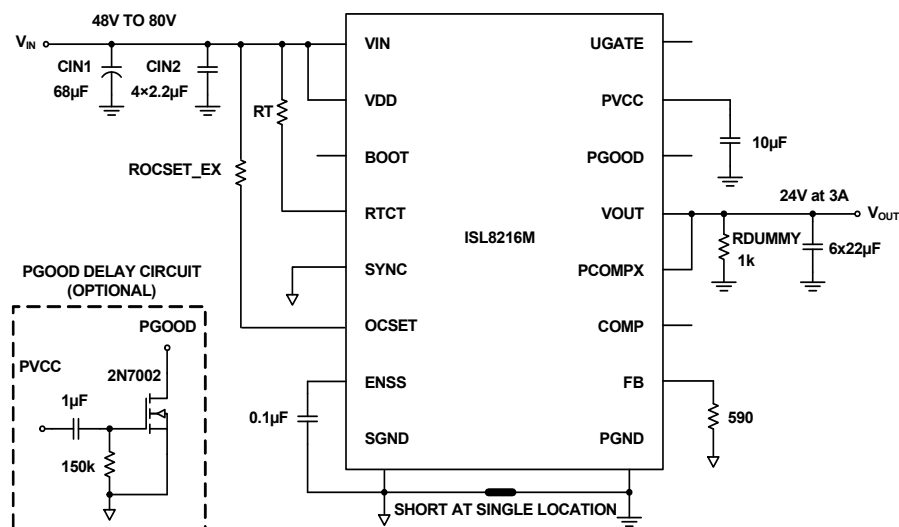 48V TO 80V
V_IN
CIN1
68µF
CIN2
4×2.2µF
RT
ROCSET_EX
VIN
VDD
BOOT
RTCT
SYNC
OCSET
ENSS
SGND
ISL8216M
UGATE
PVCC
PGOOD
VOUT
PCOMPX
COMP
FB
PGND
10µF
24V at 3A
V_OUT
RDUMMY
1k
6x22µF
590
0.1µF
SHORT AT SINGLE LOCATION
PGOOD DELAY CIRCUIT
(OPTIONAL)
PGOOD
PVCC
2N7002
1µF
150k